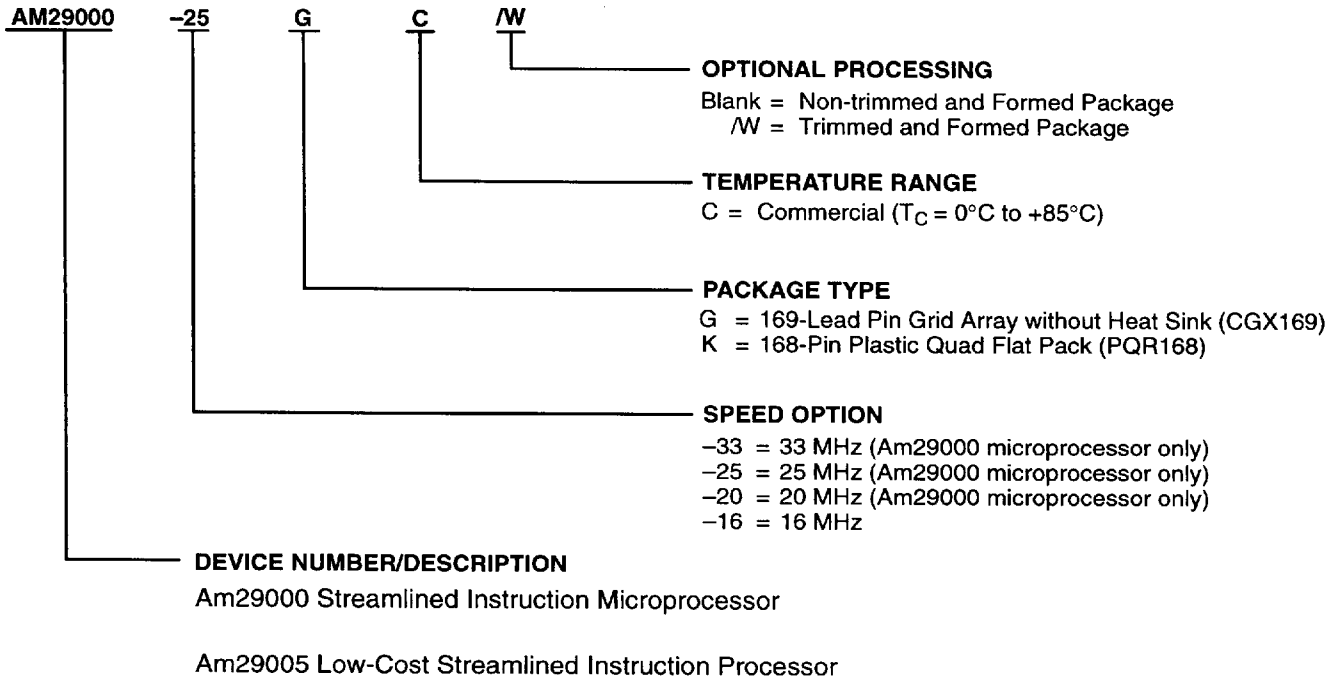 AM29000 –25 G C /W
OPTIONAL PROCESSING
Blank = Non-trimmed and Formed Package
/W = Trimmed and Formed Package
TEMPERATURE RANGE
C = Commercial (TC = 0°C to +85°C)
PACKAGE TYPE
G = 169-Lead Pin Grid Array without Heat Sink (CGX169)
K = 168-Pin Plastic Quad Flat Pack (PQR168)
SPEED OPTION
–33 = 33 MHz (Am29000 microprocessor only)
–25 = 25 MHz (Am29000 microprocessor only)
–20 = 20 MHz (Am29000 microprocessor only)
–16 = 16 MHz
DEVICE NUMBER/DESCRIPTION
Am29000 Streamlined Instruction Microprocessor
Am29005 Low-Cost Streamlined Instruction Processor